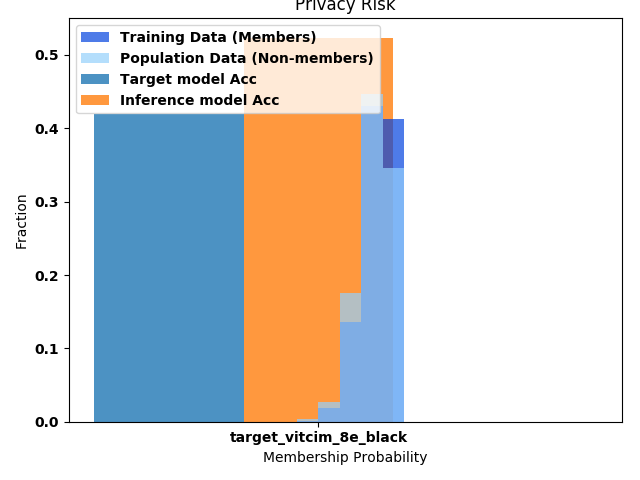 Privacy Risk
Training Data (Members)
Population Data (Non-members)
Target model Acc
Inference model Acc
0.5
0.4
0.3
0.2
0.1
0.0
Fraction
target_vitcim_8e_black
Membership Probability